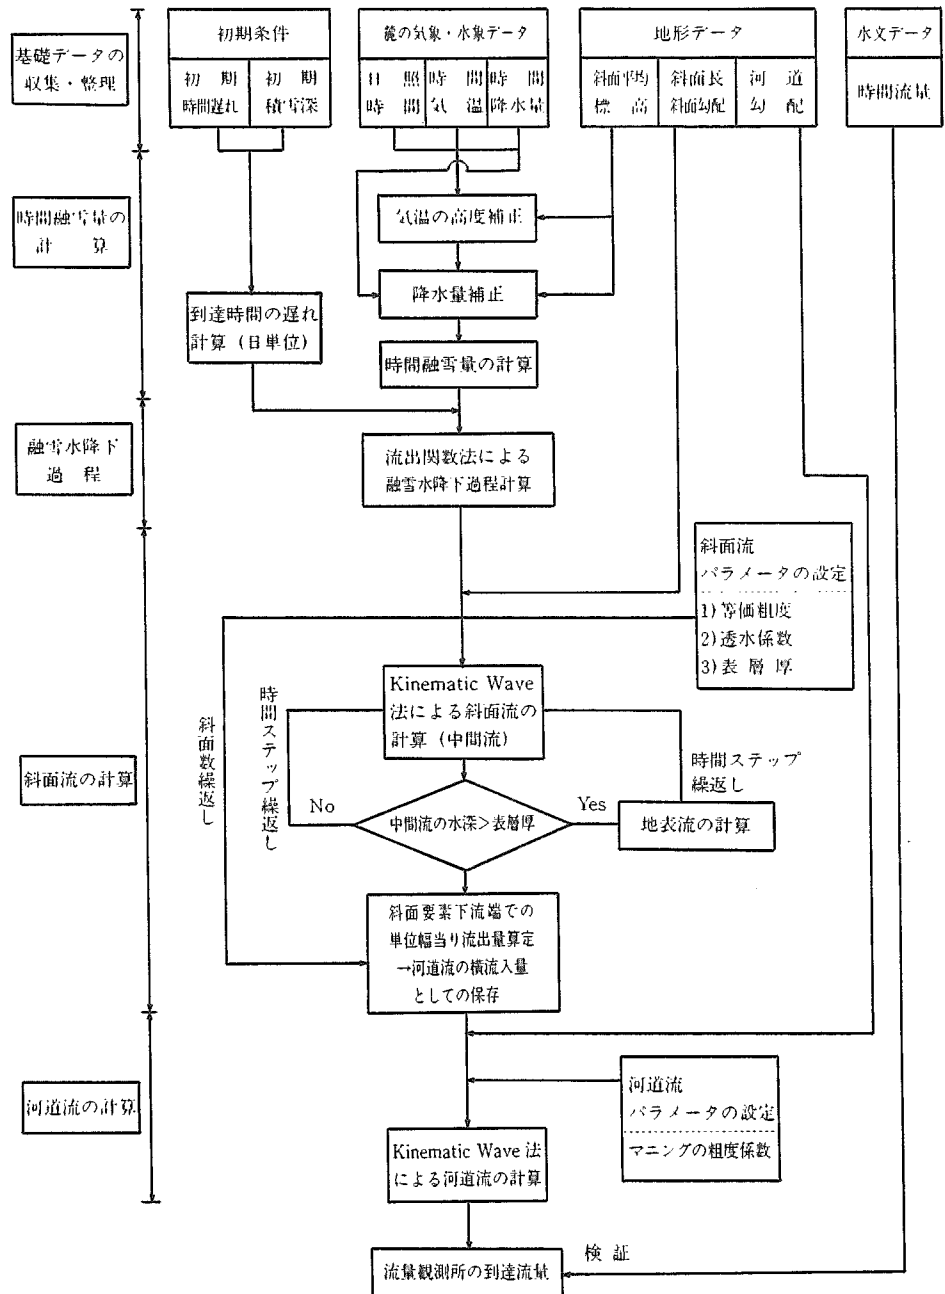 基礎データの
収集・整理
初期条件
初期
時間遅れ
初期
積雪深
麓の気象・水象データ
日照
時間
時間
気温
時間
降水量
地形データ
斜面平均
標高
斜面長
斜面勾配
河道
勾配
水文データ
時間流量
時間融雪量の
計算
気温の高度補正
降水量補正
到達時間の遅れ
計算(日単位)
時間融雪量の計算
融雪水降下
過程
流出関数法による
融雪水降下過程計算
斜面流
パラメータの設定
1)等価粗度
2)透水係数
3)表層厚
斜面流の計算
斜面数繰返し
時間ステップ繰返し
Kinematic Wave
法による斜面流の
計算(中間流)
時間ステップ
繰返し
No
中間流の水深>表層厚
Yes
地表流の計算
斜面要素下流端での
単位幅当り流出量算定
→河道流の横流入量
としての保存
河道流の計算
河道流
パラメータの設定
マニングの粗度係数
Kinematic Wave 法
による河道流の計算
検証
流量観測所の到達流量